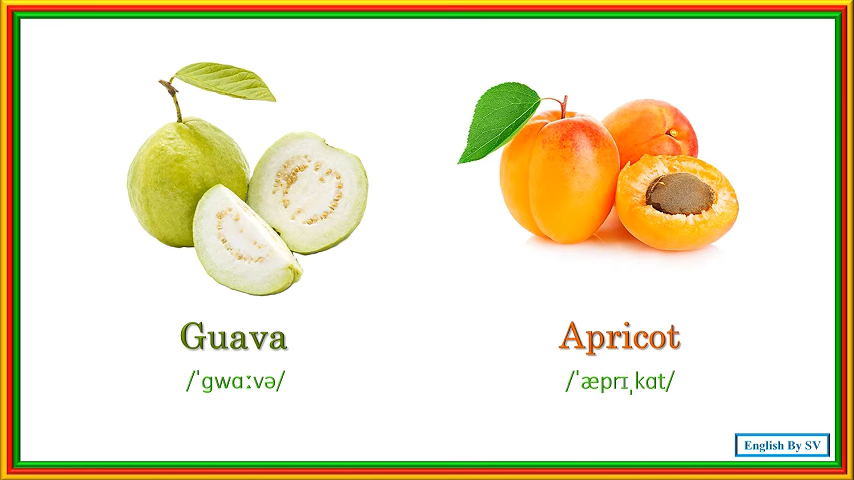 Guava
/ˈɡwɑːvə/
Apricot
/ˈæprɪˌkɑt/
English By SV